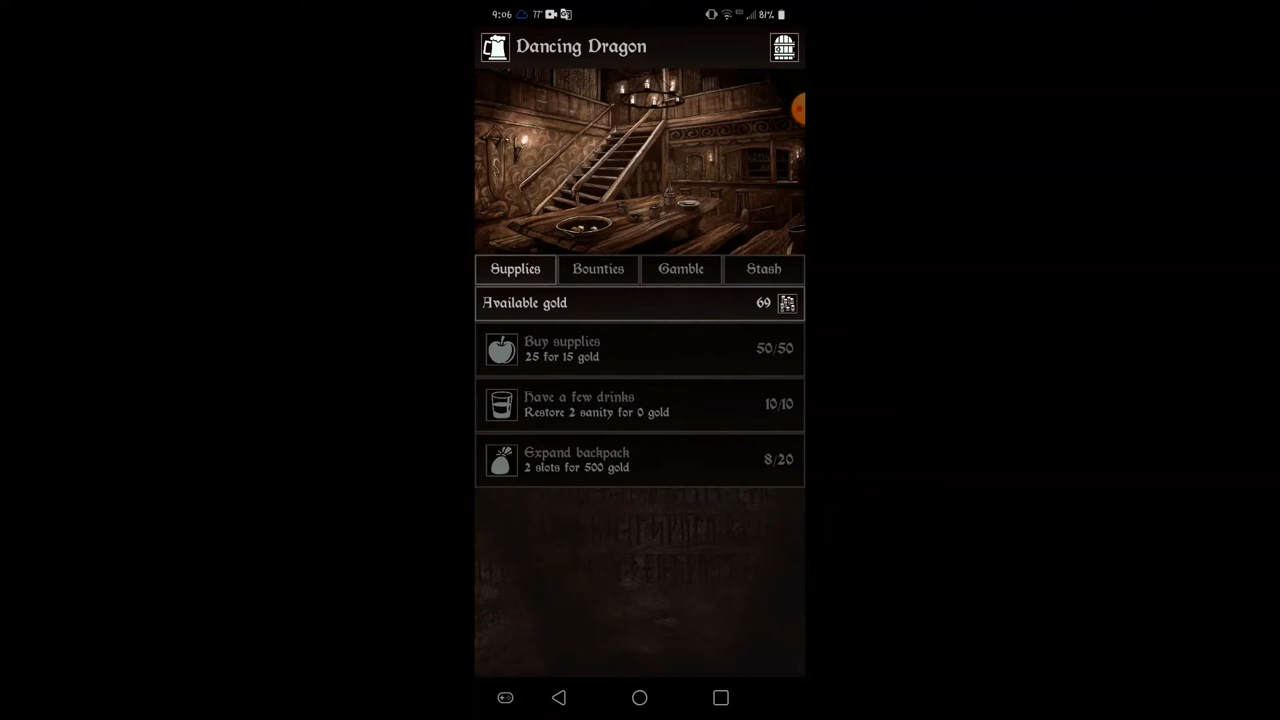 9:06 77° 81%
Dancing Dragon
Supplies Bounties Gamble Stash
Available gold 69
Buy supplies 50/50
25 for 15 gold
Have a few drinks 10/10
Restore 2 sanity for 0 gold
Expand backpack 8/20
2 slots for 500 gold